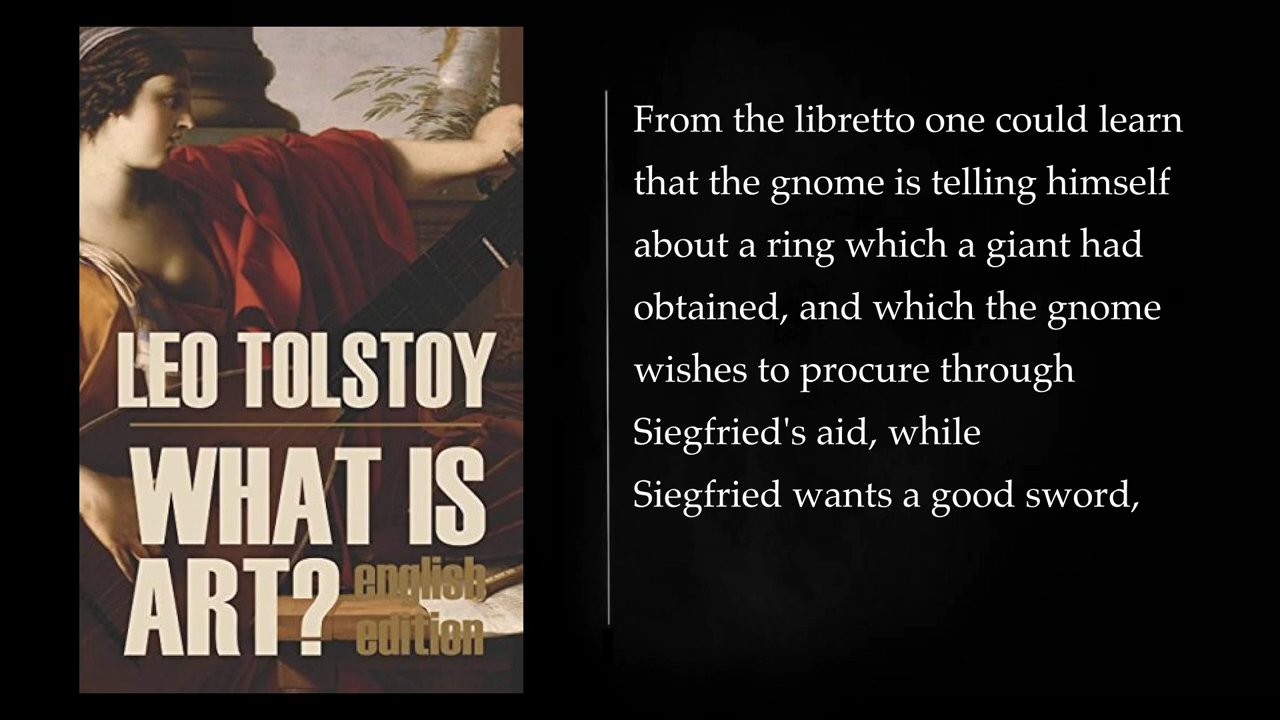 LEO TOLSTOY
WHAT IS
ART?
english
edition
From the libretto one could learn
that the gnome is telling himself
about a ring which a giant had
obtained, and which the gnome
wishes to procure through
Siegfried's aid, while
Siegfried wants a good sword,